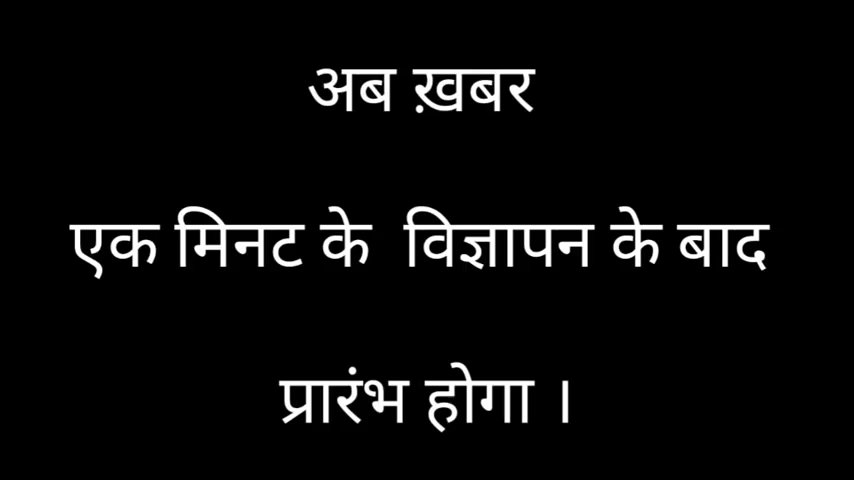 अब ख़बर
एक मिनट के विज्ञापन के बाद
प्रारंभ होगा ।